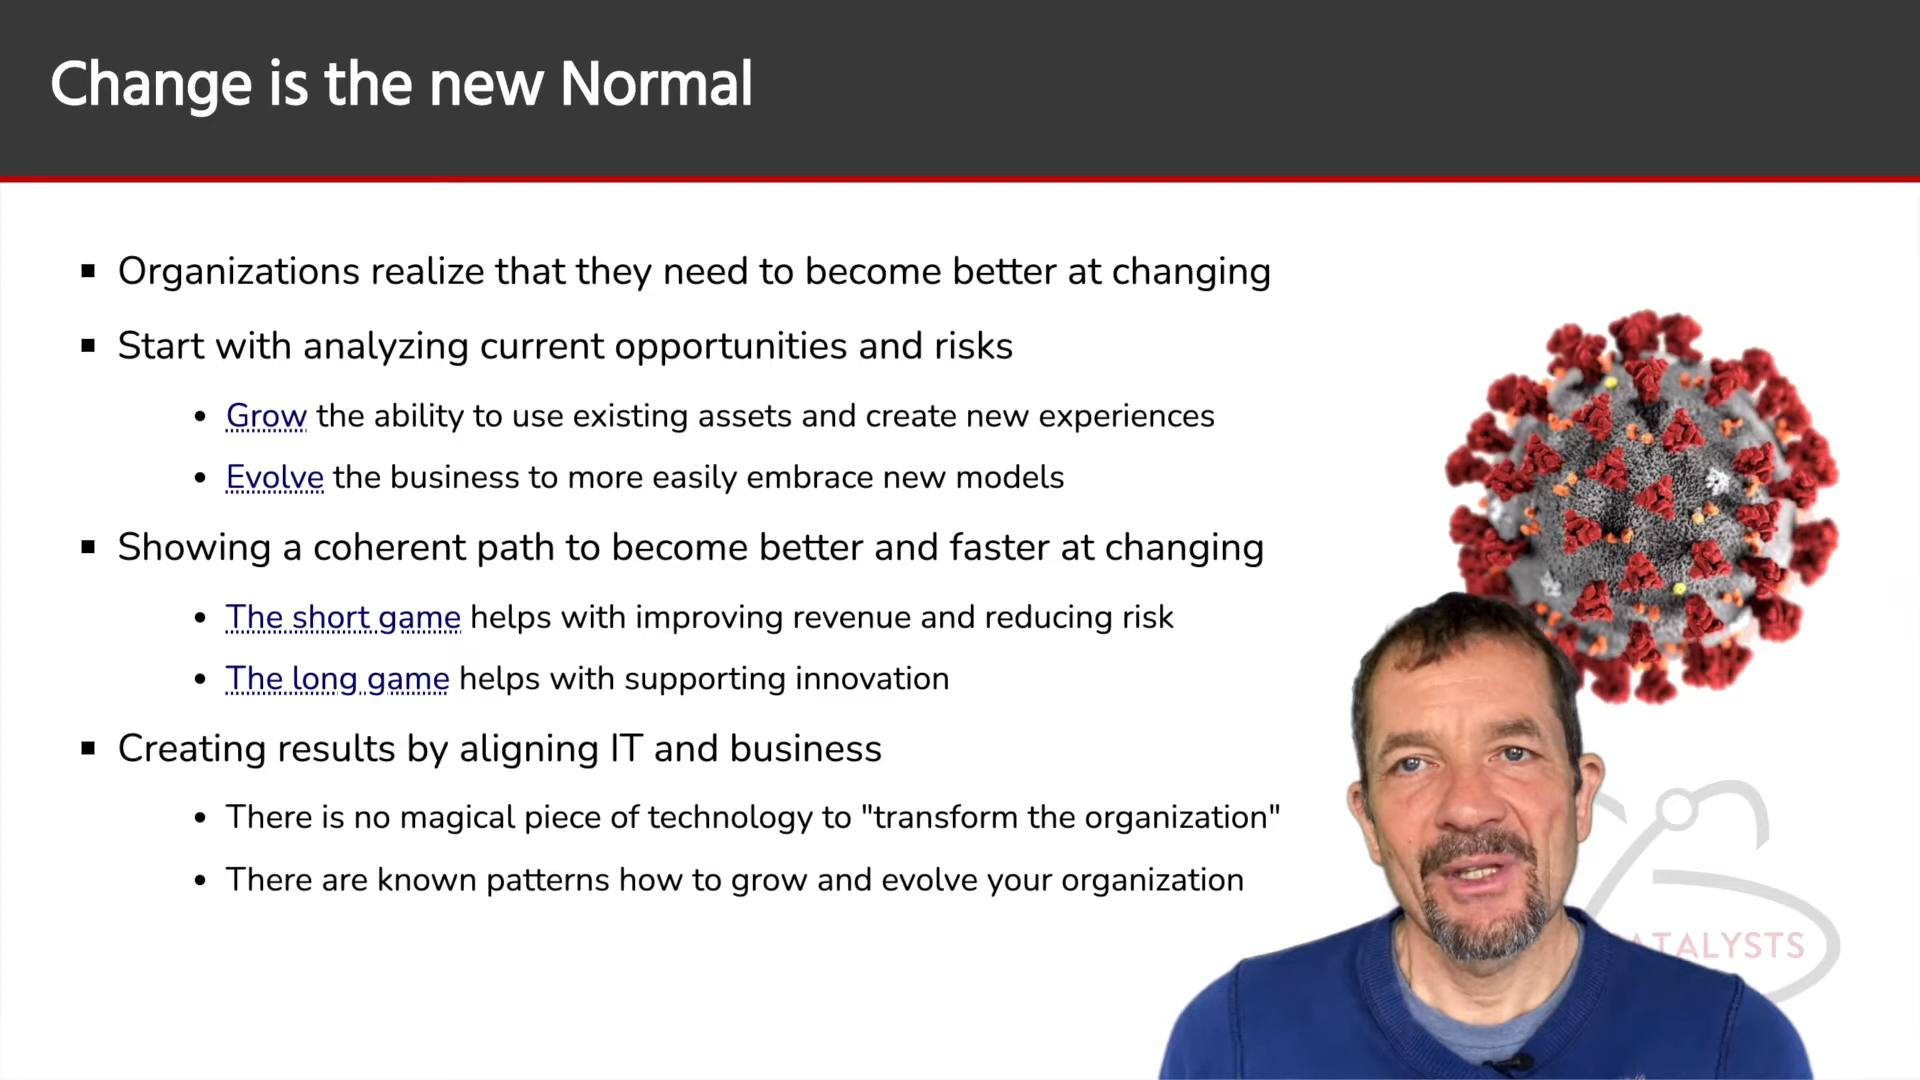 Change is the new Normal
Organizations realize that they need to become better at changing
Start with analyzing current opportunities and risks
Grow the ability to use existing assets and create new experiences
Evolve the business to more easily embrace new models
Showing a coherent path to become better and faster at changing
The short game helps with improving revenue and reducing risk
The long game helps with supporting innovation
Creating results by aligning IT and business
There is no magical piece of technology to "transform the organization"
There are known patterns how to grow and evolve your organization